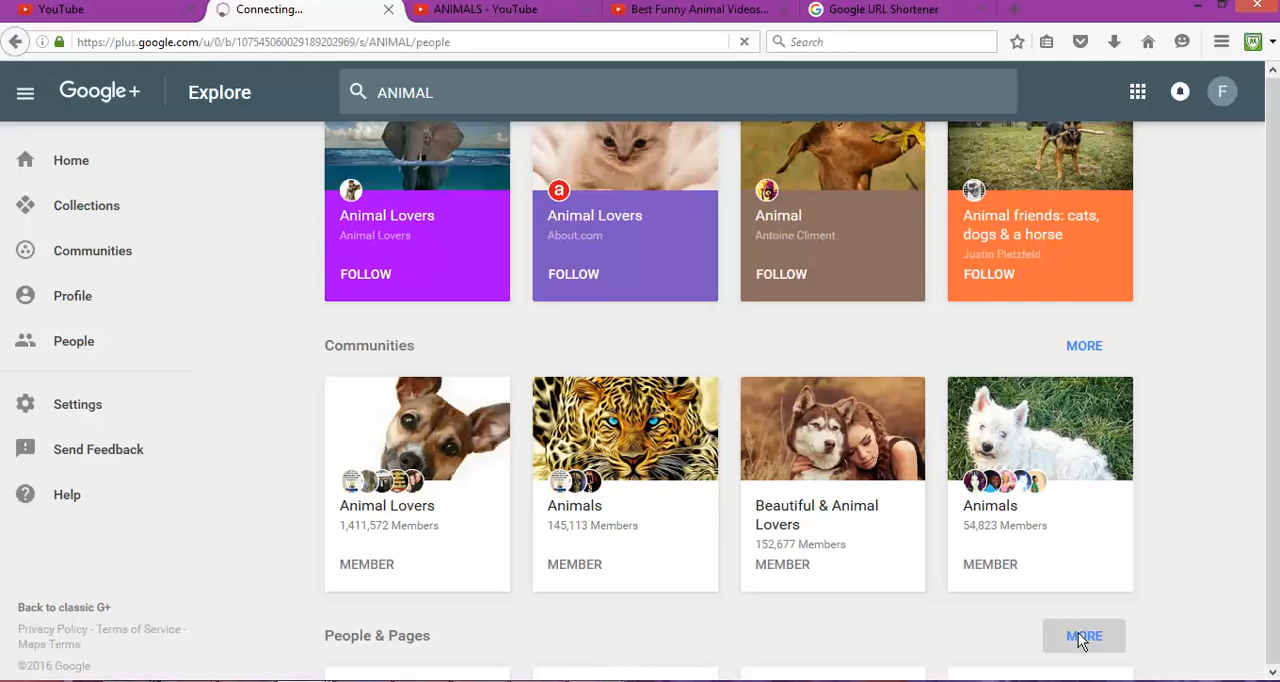 YouTube
Connecting...
ANIMALS - YouTube
Best Funny Animal Videos...
Google URL Shortener
https://plus.google.com/u/0/b/107545060029189202969/s/ANIMAL/people
Search
Google+
Explore
ANIMAL
F
Home
Collections
Communities
Profile
People
Settings
Send Feedback
Help
Back to classic G+
Privacy Policy - Terms of Service -
Maps Terms
©2016 Google
a
Animal Lovers
Animal Lovers
FOLLOW
Animal Lovers
About.com
FOLLOW
Animal
Antoine Climent
FOLLOW
Animal friends: cats,
dogs & a horse
Justin Pletzfeld
FOLLOW
Communities
MORE
Animal Lovers
1,411,572 Members
MEMBER
Animals
145,113 Members
MEMBER
Beautiful & Animal
Lovers
152,677 Members
MEMBER
Animals
54,823 Members
MEMBER
People & Pages
MORE